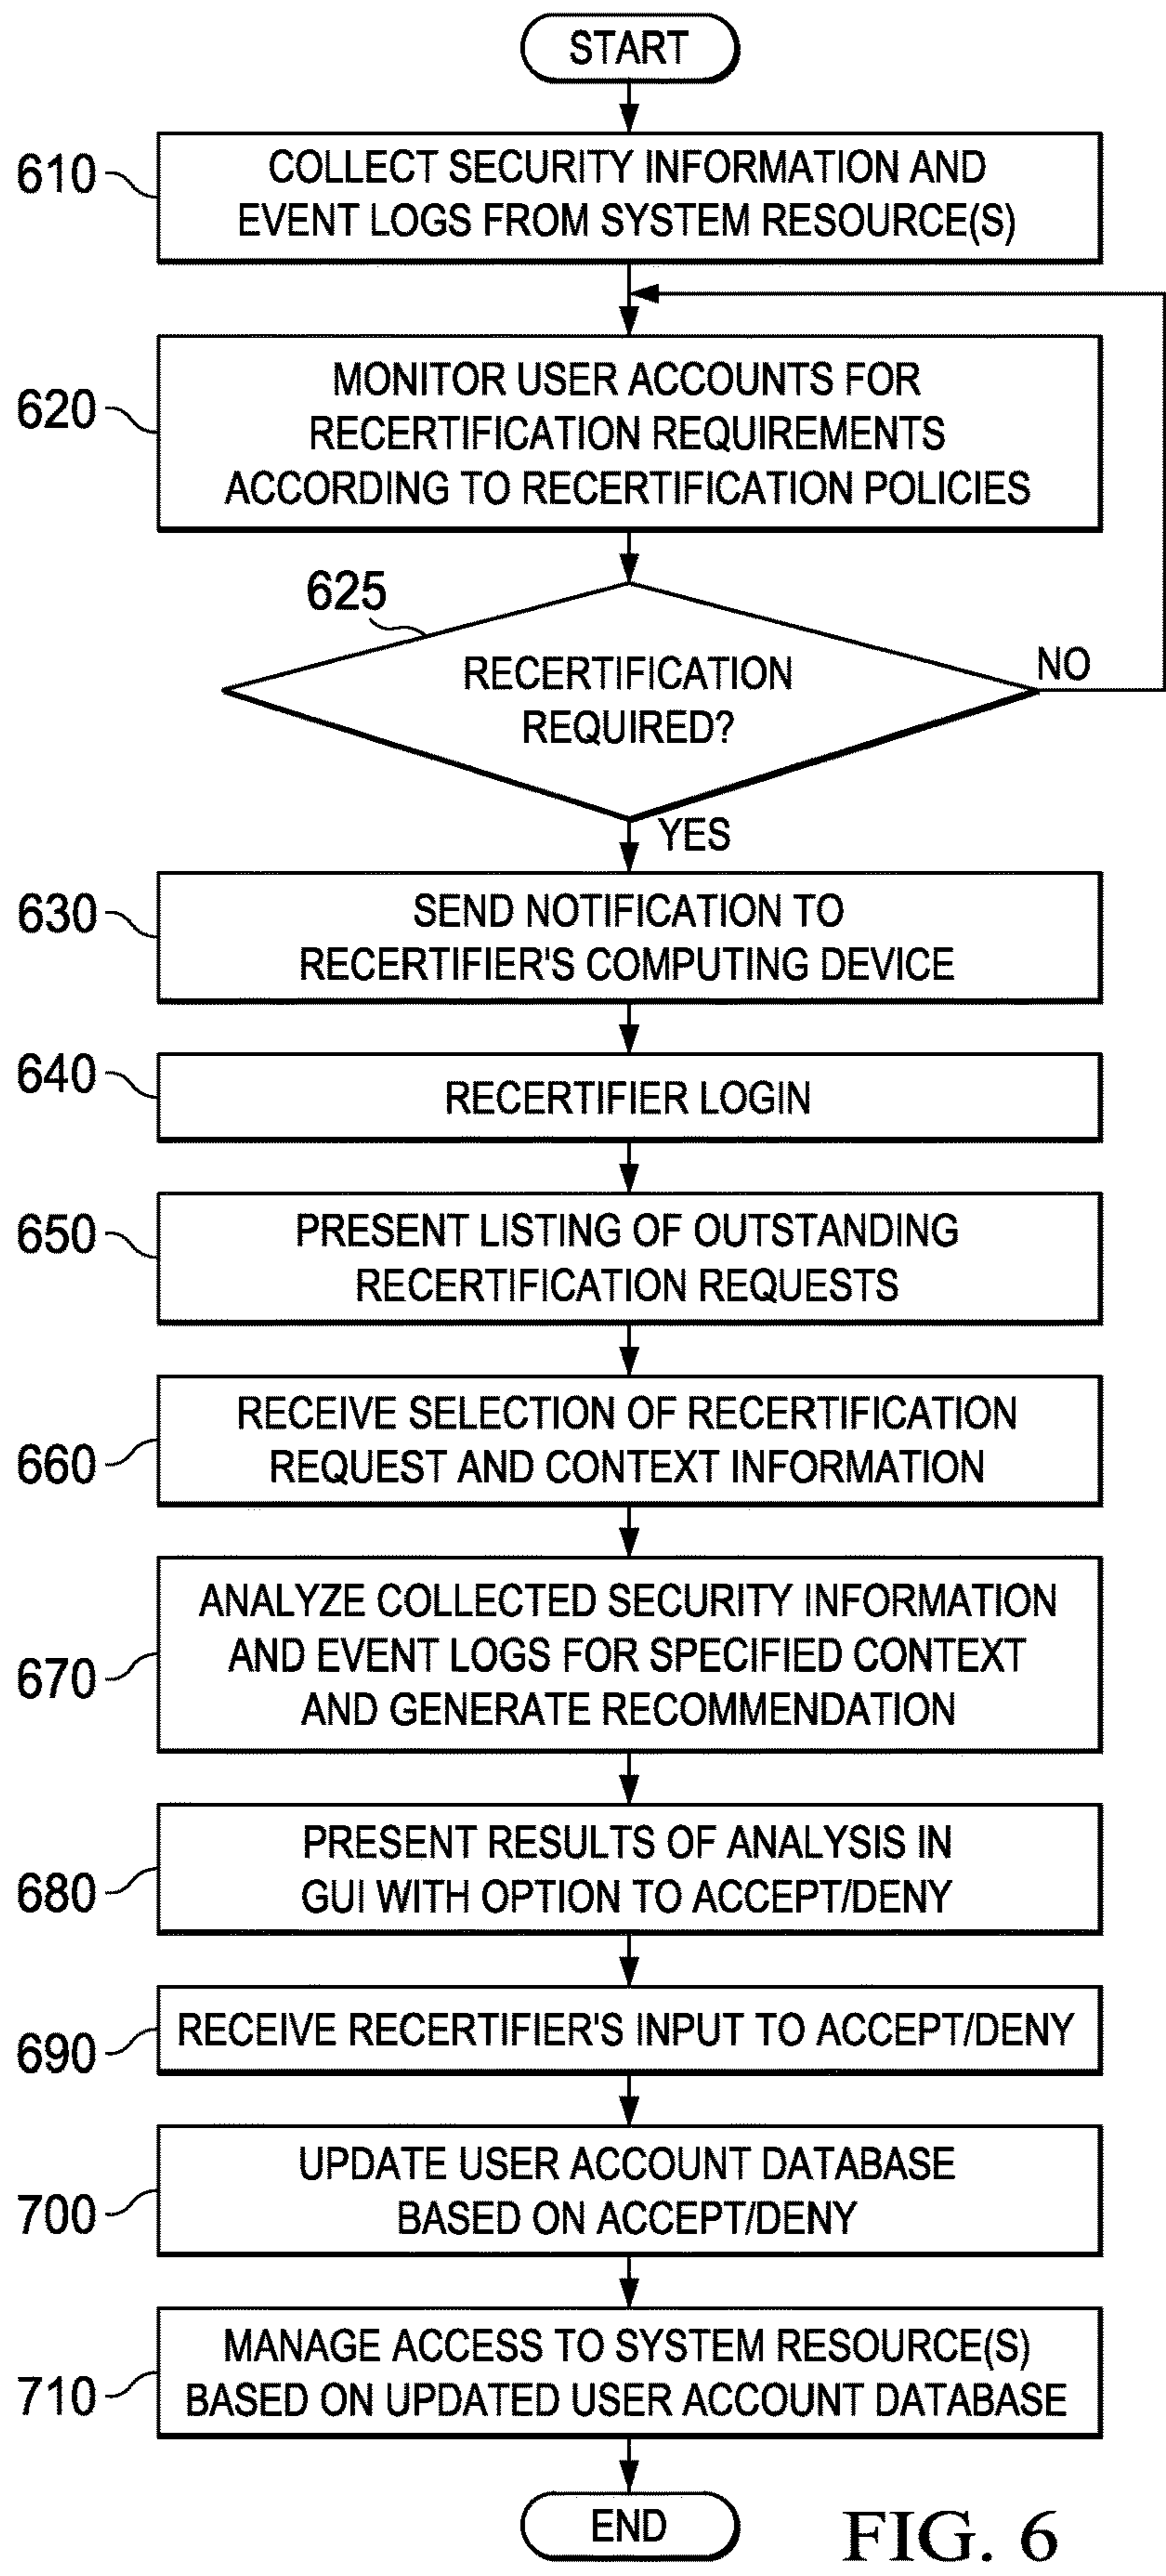 START
610
COLLECT SECURITY INFORMATION AND
EVENT LOGS FROM SYSTEM RESOURCE(S)
620
MONITOR USER ACCOUNTS FOR
RECERTIFICATION REQUIREMENTS
ACCORDING TO RECERTIFICATION POLICIES
625
RECERTIFICATION
REQUIRED?
NO
YES
630
SEND NOTIFICATION TO
RECERTIFIER'S COMPUTING DEVICE
640
RECERTIFIER LOGIN
650
PRESENT LISTING OF OUTSTANDING
RECERTIFICATION REQUESTS
660
RECEIVE SELECTION OF RECERTIFICATION
REQUEST AND CONTEXT INFORMATION
670
ANALYZE COLLECTED SECURITY INFORMATION
AND EVENT LOGS FOR SPECIFIED CONTEXT
AND GENERATE RECOMMENDATION
680
PRESENT RESULTS OF ANALYSIS IN
GUI WITH OPTION TO ACCEPT/DENY
690
RECEIVE RECERTIFIER'S INPUT TO ACCEPT/DENY
700
UPDATE USER ACCOUNT DATABASE
BASED ON ACCEPT/DENY
710
MANAGE ACCESS TO SYSTEM RESOURCE(S)
BASED ON UPDATED USER ACCOUNT DATABASE
END
FIG. 6